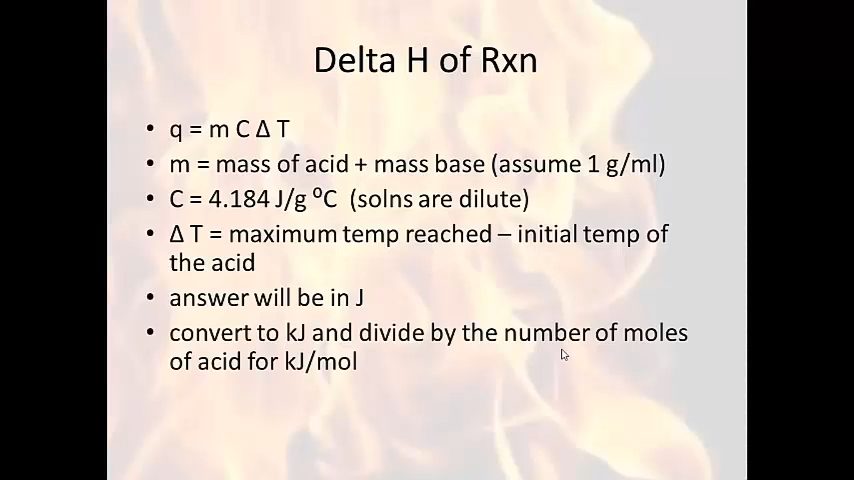 Delta H of Rxn
• q = m C Δ T
• m = mass of acid + mass base (assume 1 g/ml)
• C = 4.184 J/g ⁰C (solns are dilute)
• Δ T = maximum temp reached – initial temp of
the acid
• answer will be in J
• convert to kJ and divide by the number of moles
of acid for kJ/mol